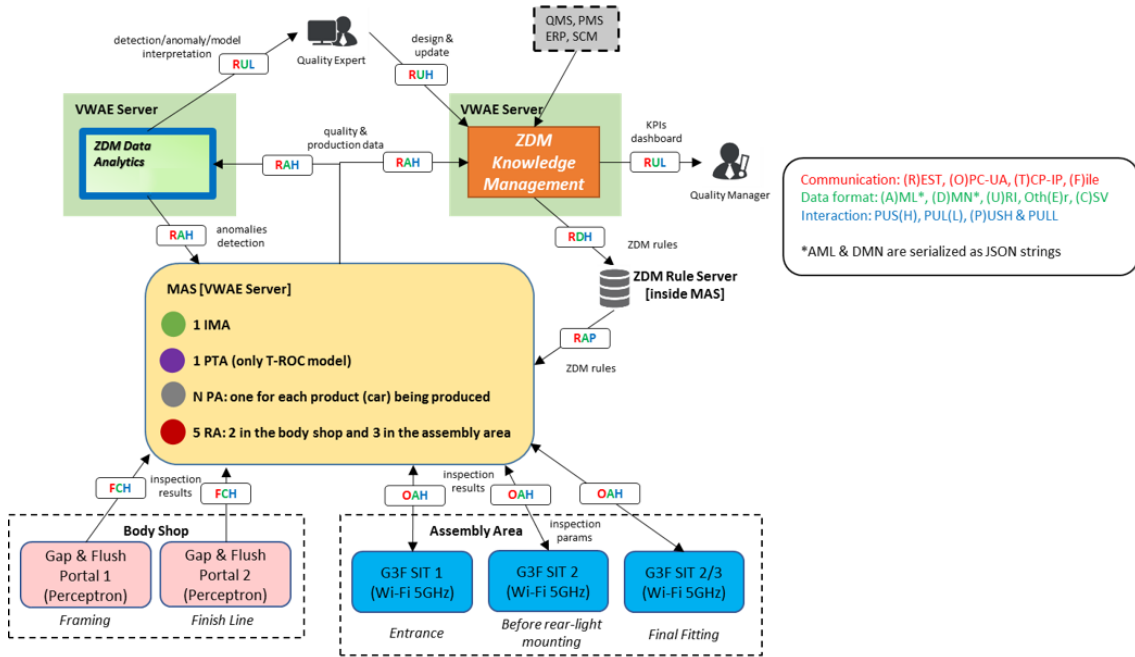 QMS, PMS
ERP, SCM
detection/anomaly/model
interpretation
RUL
Quality Expert
design &
update
RUH
VWAE Server
ZDM Data
Analytics
quality &
production data
RAH
RAH
VWAE Server
ZDM
Knowledge
Management
KPIs
dashboard
RUL
Quality Manager
Communication: (R)EST, (O)PC-UA, (T)CP-IP, (F)ile
Data format: (A)ML*, (D)MN*, (U)RI, Oth(E)r, (C)SV
Interaction: PUS(H), PUL(L), (P)USH & PULL
*AML & DMN are serialized as JSON strings
RAH
anomalies
detection
RDH
ZDM rules
ZDM Rule Server
[inside MAS]
RAP
ZDM rules
MAS [VWAE Server]
1 IMA
1 PTA (only T-ROC model)
N PA: one for each product (car) being produced
5 RA: 2 in the body shop and 3 in the assembly area
FCH
inspection
results
FCH
inspection
results
OAH
OAH
OAH
inspection
params
Body Shop
Gap & Flush
Portal 1
(Perceptron)
Framing
Gap & Flush
Portal 2
(Perceptron)
Finish Line
Assembly Area
G3F SIT 1
(Wi-Fi 5GHz)
Entrance
G3F SIT 2
(Wi-Fi 5GHz)
Before rear-light
mounting
G3F SIT 2/3
(Wi-Fi 5GHz)
Final Fitting